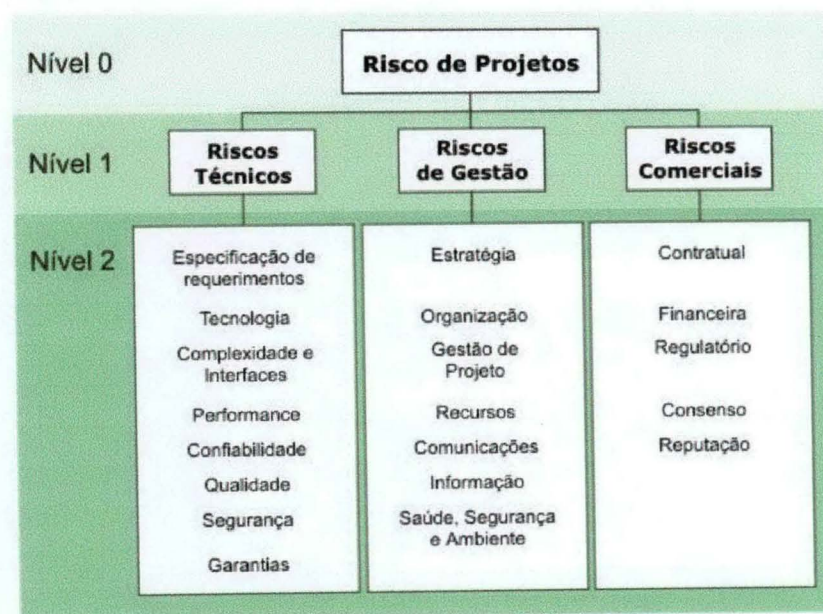 Nível 0
Risco de Projetos
Nível 1
Riscos
Técnicos
Riscos
de Gestão
Riscos
Comerciais
Nível 2
Especificação de
requerimentos
Tecnologia
Complexidade e
Interfaces
Performance
Confiabilidade
Qualidade
Segurança
Garantias
Estratégia
Organização
Gestão de
Projeto
Recursos
Comunicações
Informação
Saúde, Segurança
e Ambiente
Contratual
Financeira
Regulatório
Consenso
Reputação